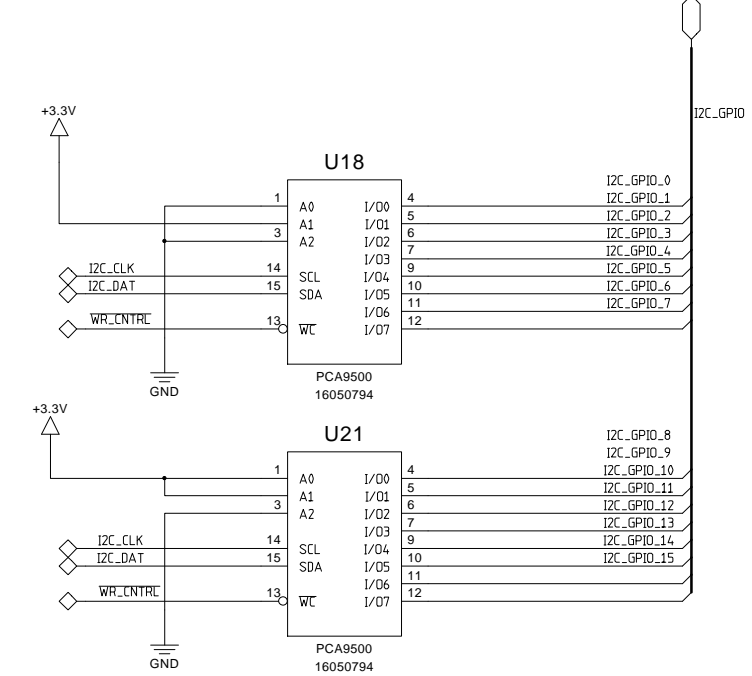 +3.3V
I2C_GPIO
U18
I2C_GPIO_0
1 A0 I/O0 4 I2C_GPIO_1
A1 I/O1 5 I2C_GPIO_2
3 A2 I/O2 6 I2C_GPIO_3
I/O3 7 I2C_GPIO_4
I2C_CLK 14 SCL I/O4 9 I2C_GPIO_5
I2C_DAT 15 SDA I/O5 10 I2C_GPIO_6
I/O6 11 I2C_GPIO_7
WR_CNTRL 13 WC I/O7 12
PCA9500
GND
16050794
+3.3V
U21
I2C_GPIO_8
I2C_GPIO_9
1 A0 I/O0 4 I2C_GPIO_10
A1 I/O1 5 I2C_GPIO_11
3 A2 I/O2 6 I2C_GPIO_12
I/O3 7 I2C_GPIO_13
I2C_CLK 14 SCL I/O4 9 I2C_GPIO_14
I2C_DAT 15 SDA I/O5 10 I2C_GPIO_15
I/O6 11
WR_CNTRL 13 WC I/O7 12
PCA9500
GND
16050794